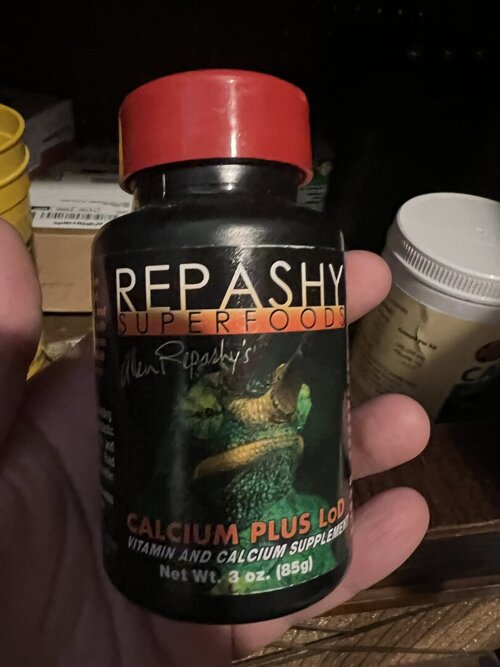 REPASHY
SUPERFOODS
Allen Repashy's
CALCIUM PLUS LoD
VITAMIN AND CALCIUM SUPPLEMENT
Net Wt. 3 oz. (85g)